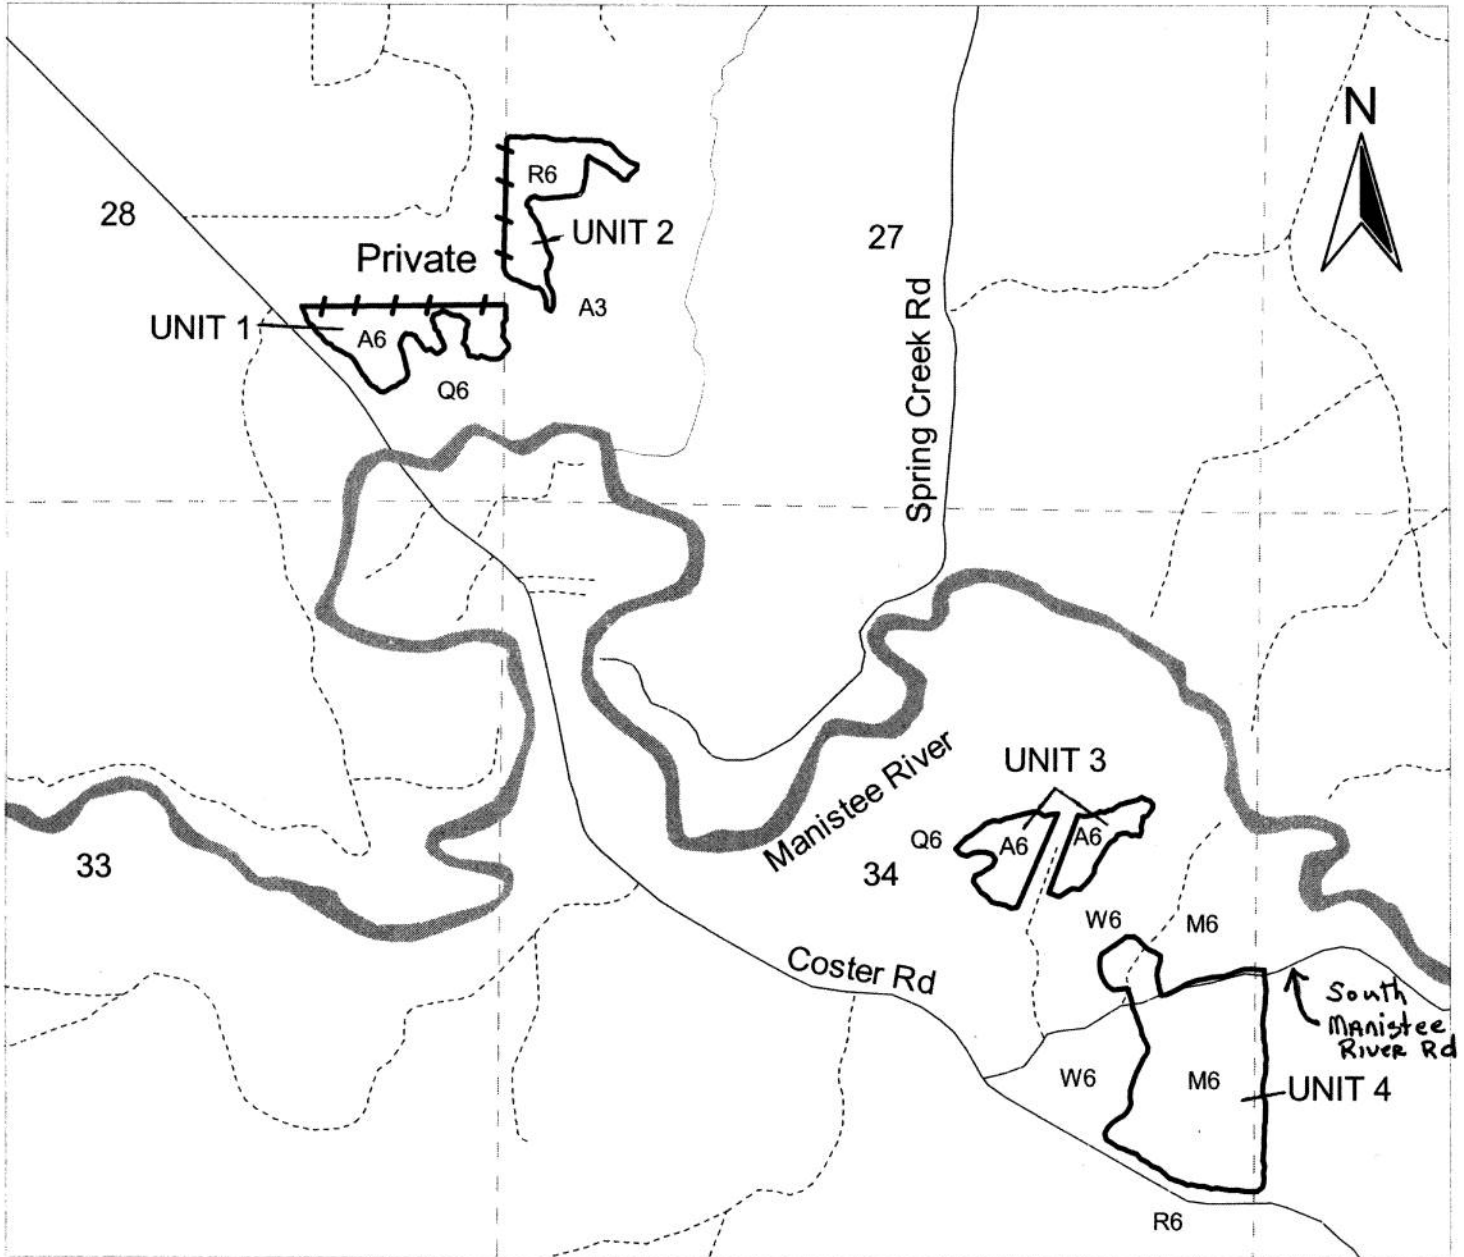 N
28
R6
UNIT 2
27
Private
A3
UNIT 1
A6
Q6
Spring Creek Rd
UNIT 3
Manistee River
Q6
A6
A6
33
34
W6
M6
Coster Rd
South
Manistee
River Rd
W6
M6
UNIT 4
R6